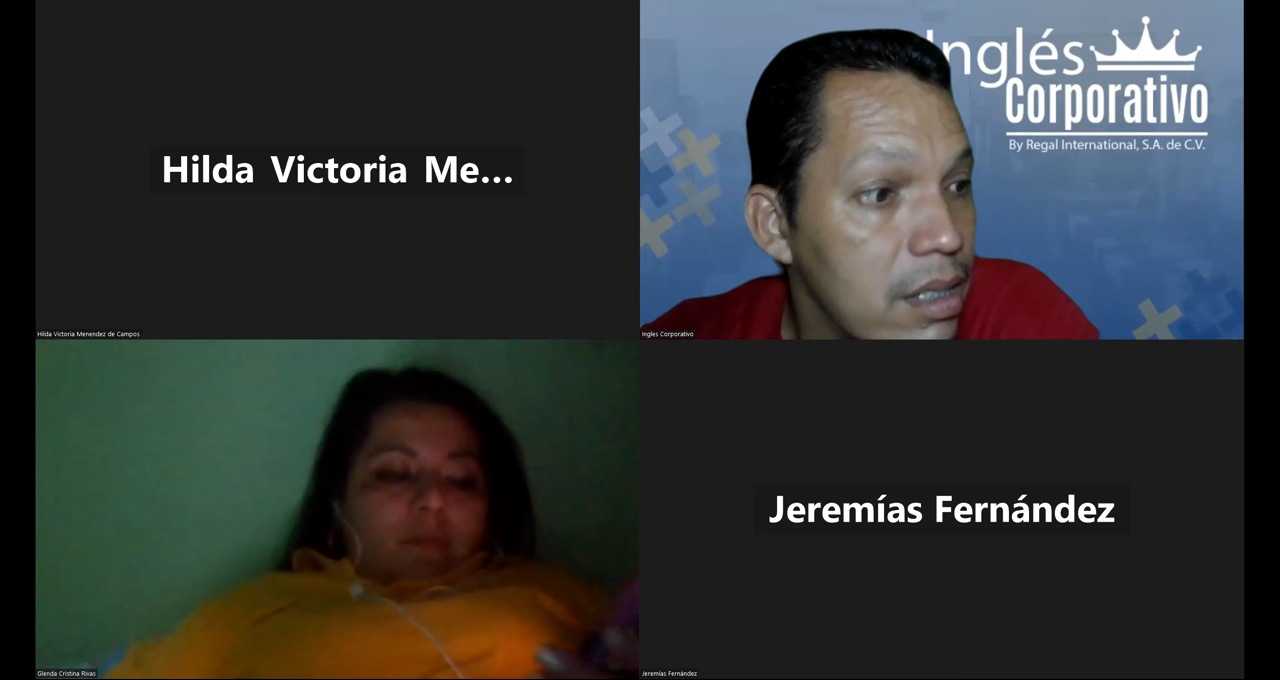 Hilda Victoria Me...
Hilda Victoria Menendez de Campos
Inglés
Corporativo
By Regal International, S.A. de C.V.
Ingles Corporativo
Glenda Cristina Rivas
Jeremías Fernández
Jeremías Fernández